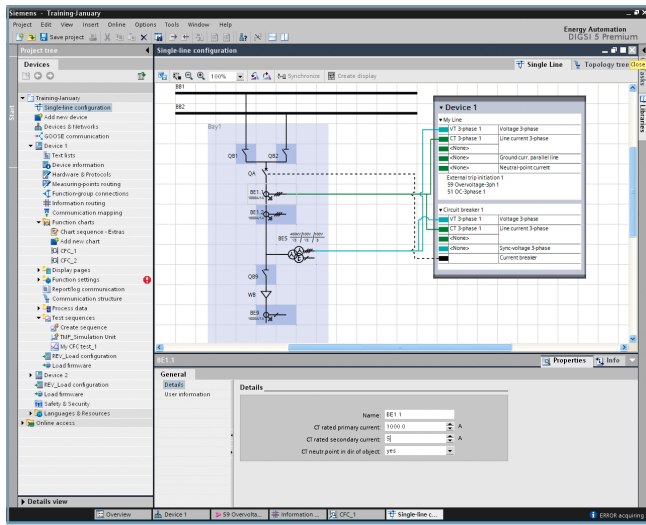 Siemens - Training-January
Project Edit View Insert Online Options Tools Window Help
Save project
Energy Automation
DIGSI 5 Premium
Project tree
Single-line configuration
Devices
Single Line
Topology tree
Close
tasks
Libraries
Start
100%
Synchronize
Create display
Training-January
Single-line configuration
Add new device
Devices & Networks
GOOSE communication
Device 1
Text lists
Device information
Hardware & Protocols
Measuring-points routing
Function-group connections
Information routing
Communication mapping
Function charts
Chart sequence - Extras
Add new chart
CFC_1
CFC_2
Display pages
Function settings
Report/log communication
Communication structure
Process data
Test sequences
Create sequence
TMP_Simulation Unit
My CFC test_1
REV_Load configuration
Load firmware
Device 2
REV_Load configuration
Load firmware
Safety & Security
Languages & Resources
Online access
BB1
BB2
Bay1
QB1
QB2
QA
BE1.1
BE1.2
BE5
QB9
WB
BE9
Device 1
My Line
VT 3-phase 1 Voltage 3-phase
CT 3-phase 1 Line current 3-phase
<None>
<None> Ground curr. parallel line
<None> Neutral-point current
External trip initiation 1
59 Overvoltage-3ph1
51 OC-3phase 1
Circuit breaker 1
VT 3-phase 1 Voltage 3-phase
CT 3-phase 1 Line current 3-phase
<None>
<None> Sync-voltage 3-phase
Current breaker
BE1.1
Properties
Info
General
Details
User information
Details
Name: BE1 1
CT rated primary current: 1000.0 A
CT rated secondary current: 5 A
CT neutr point in dir of object: yes
Details view
Overview
Device 1
59 Overvolta...
Information ...
CFC_1
Single-line c...
ERROR acquiring